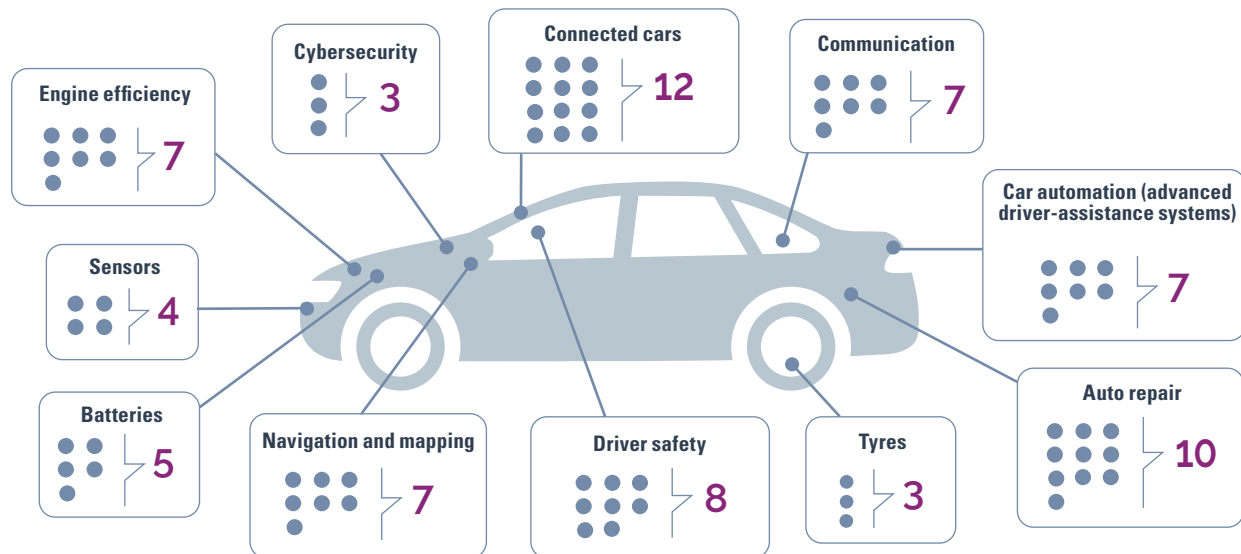 Cybersecurity
3
Connected cars
12
Communication
7
Engine efficiency
7
Car automation (advanced
driver-assistance systems)
7
Sensors
4
Batteries
5
Navigation and mapping
7
Driver safety
8
Tyres
3
Auto repair
10